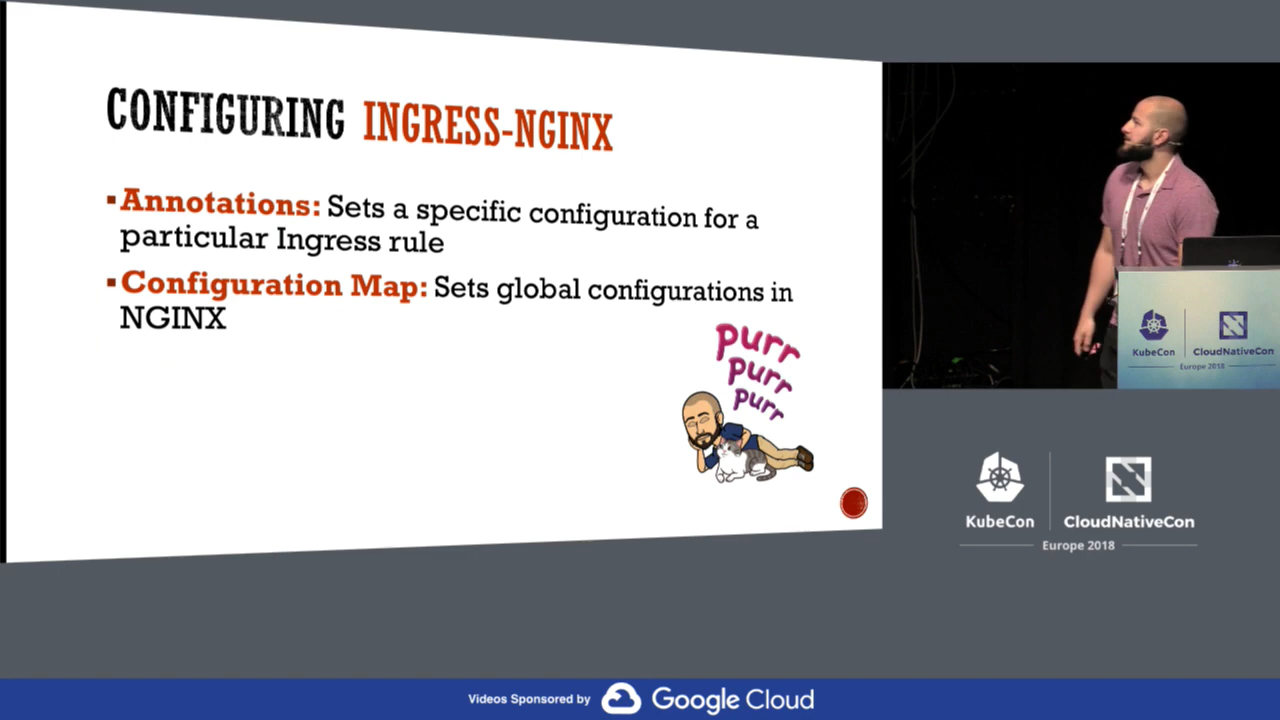 CONFIGURING INGRESS-NGINX
Annotations: Sets a specific configuration for a
particular Ingress rule
Configuration Map: Sets global configurations in
NGINX
purr
purr
purr
KubeCon
CloudNativeCon
Europe 2018
KubeCon
CloudNativeCon
Europe 2018
Videos Sponsored by Google Cloud